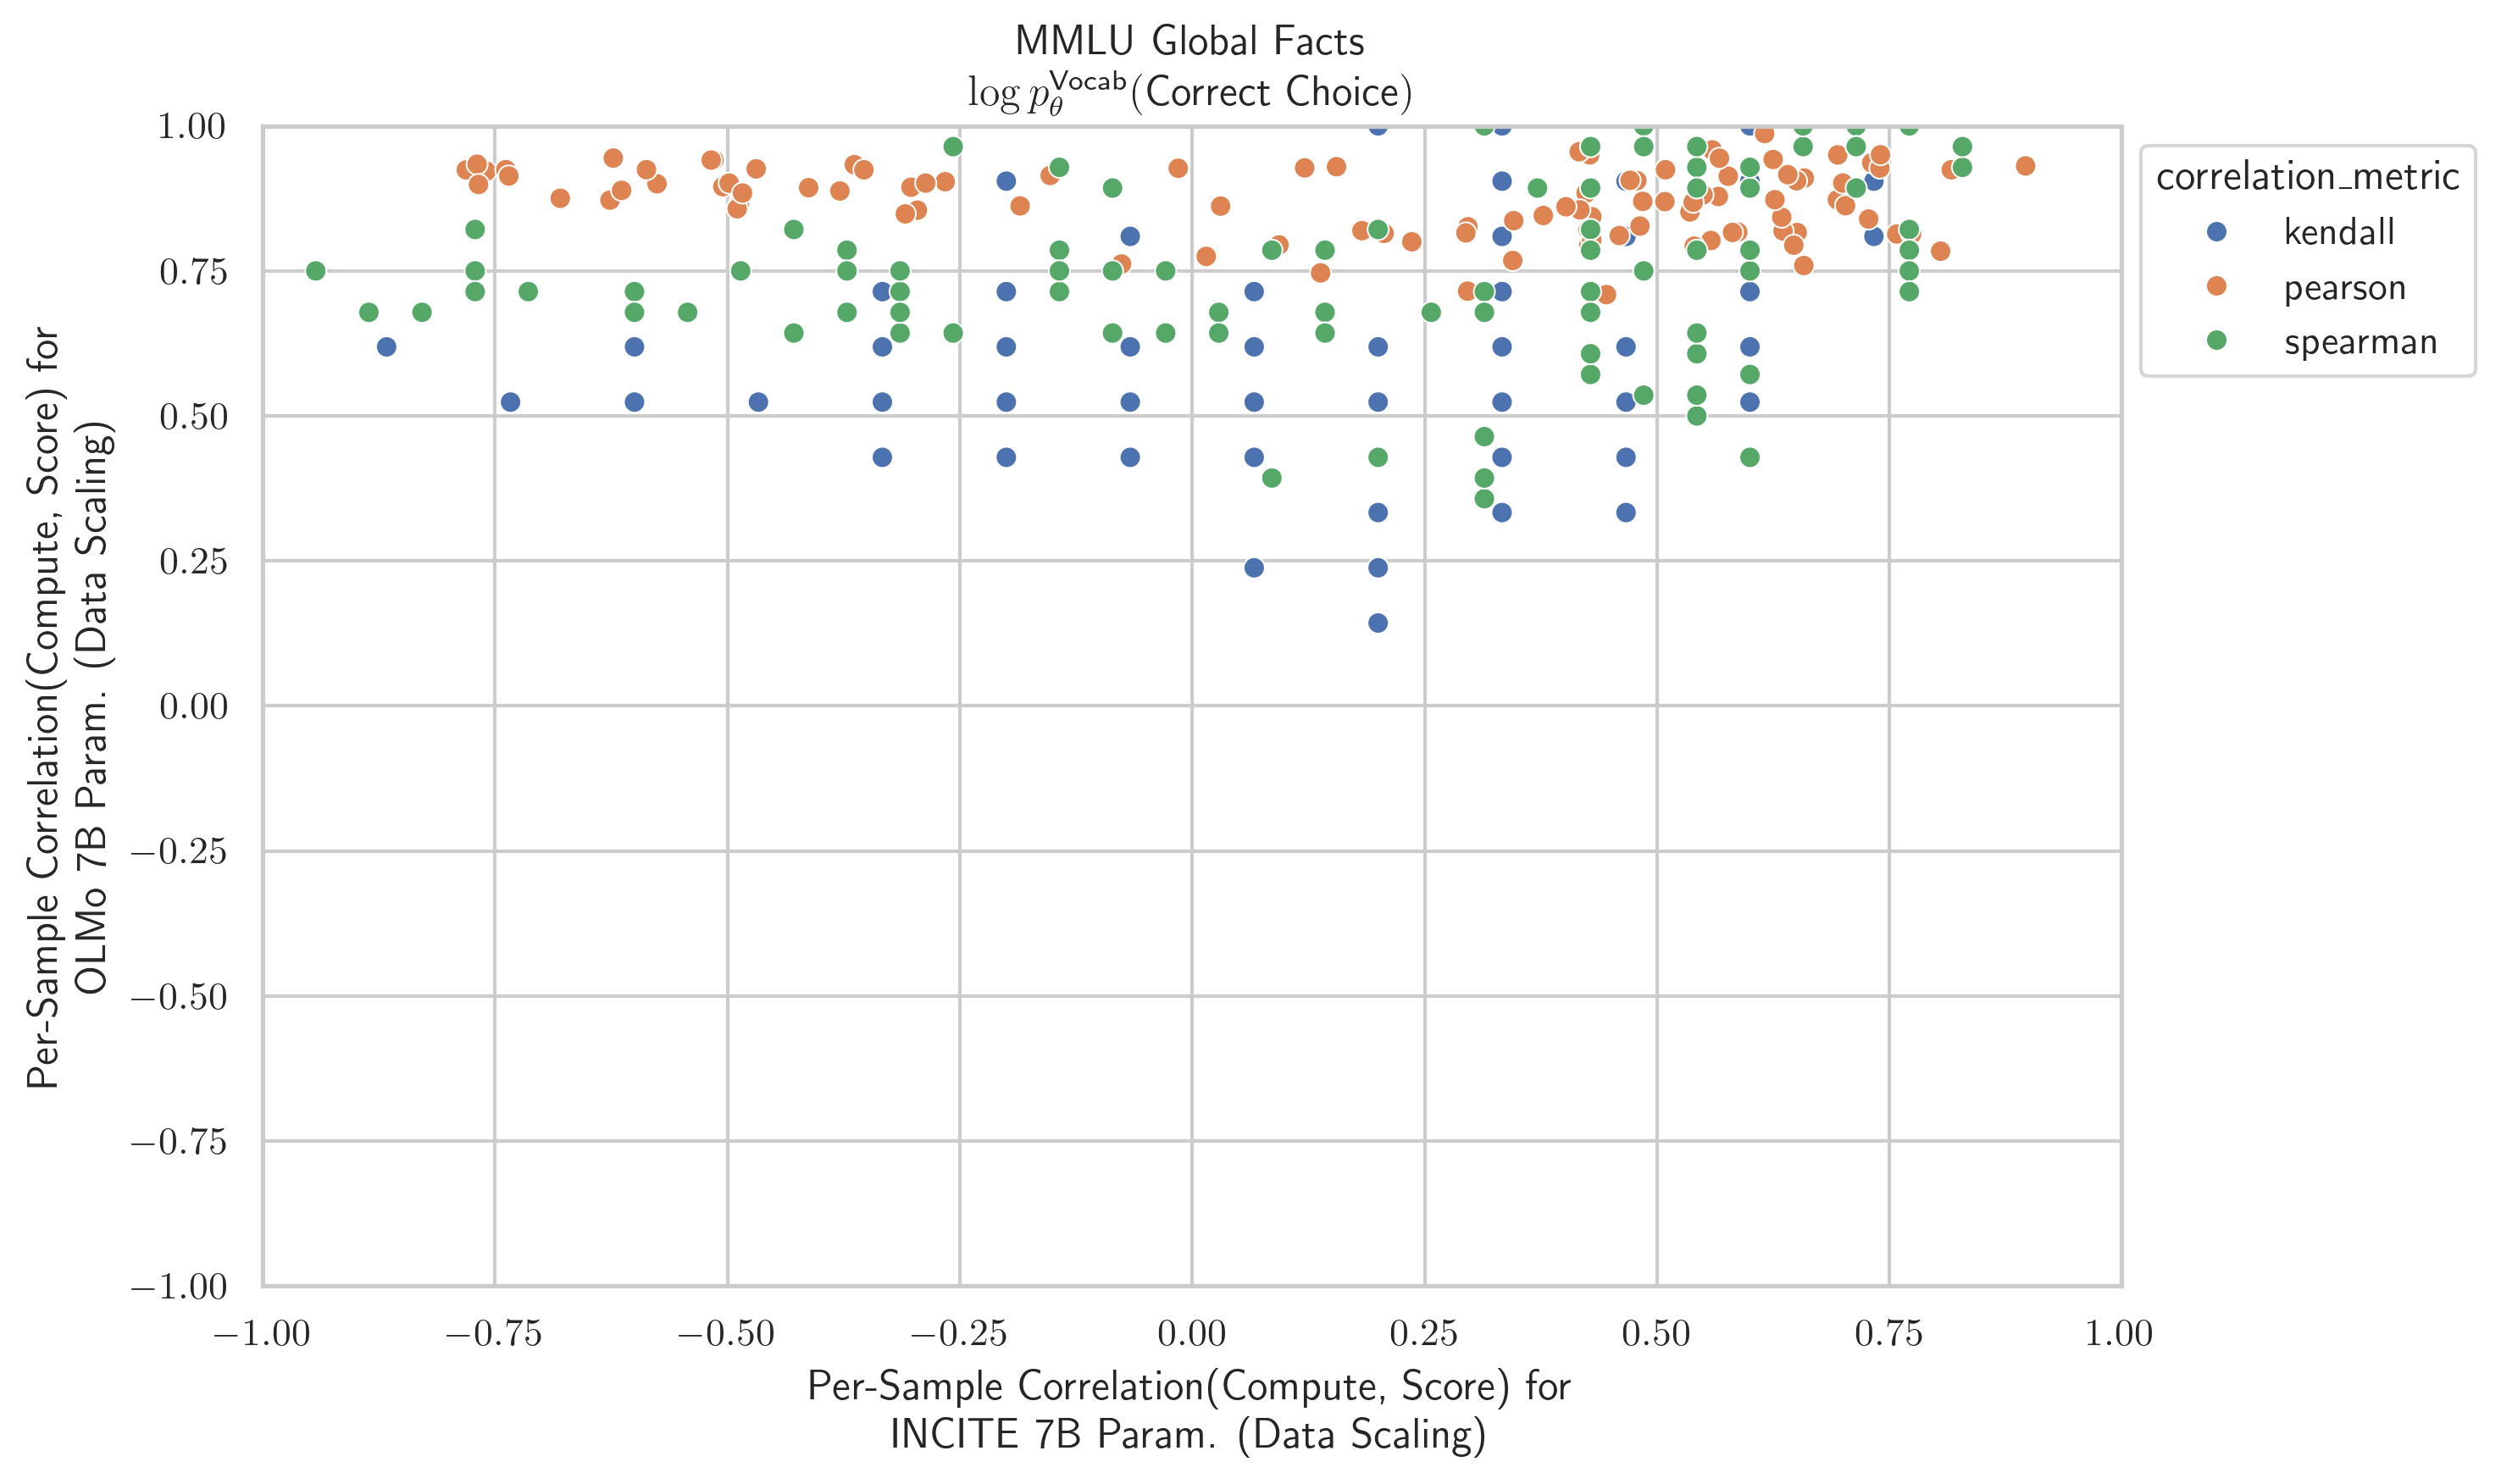 MMLU Global Facts
log p_θ^Vocab(Correct Choice)
Per-Sample Correlation(Compute, Score) for
OLMo 7B Param. (Data Scaling)
1.00
0.75
0.50
0.25
0.00
−0.25
−0.50
−0.75
−1.00
−1.00 −0.75 −0.50 −0.25 0.00 0.25 0.50 0.75 1.00
Per-Sample Correlation(Compute, Score) for
INCITE 7B Param. (Data Scaling)
correlation_metric
kendall
pearson
spearman